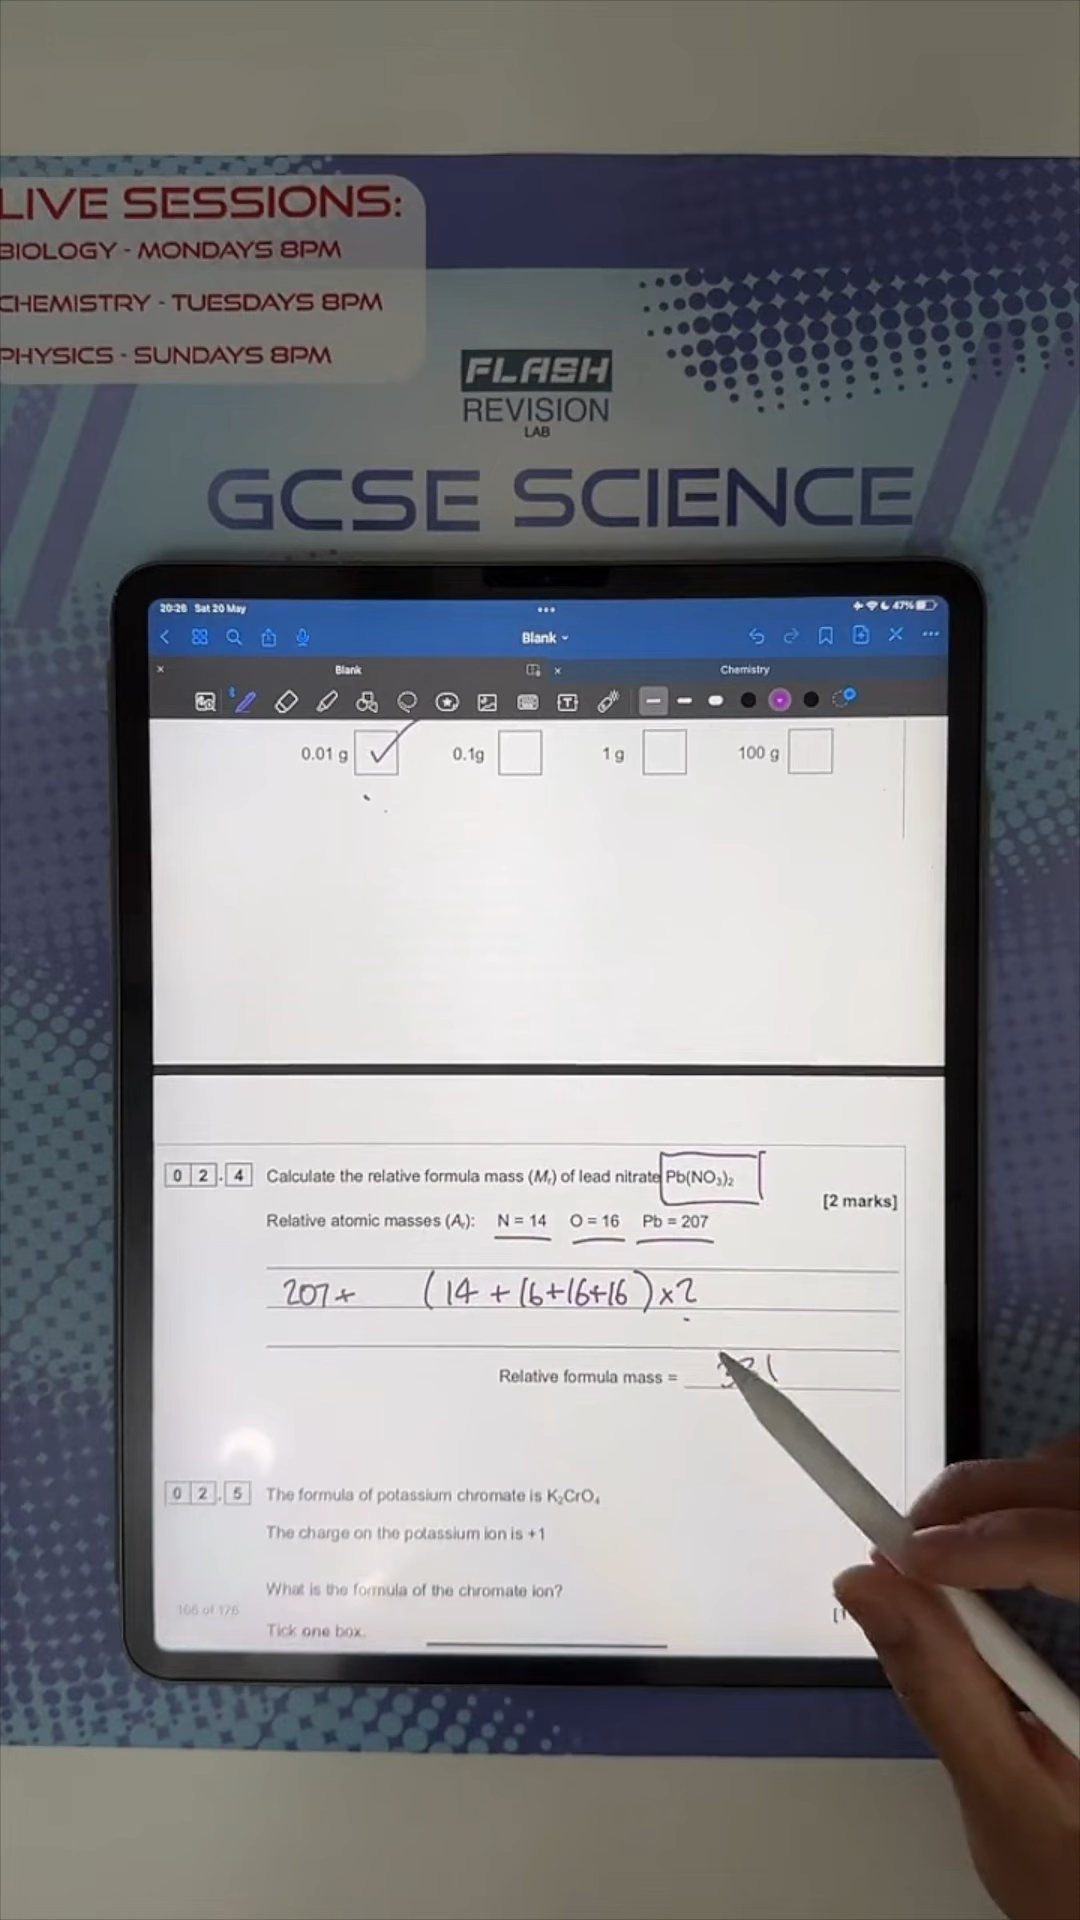 LIVE SESSIONS:
BIOLOGY - MONDAYS 8PM
CHEMISTRY - TUESDAYS 8PM
PHYSICS - SUNDAYS 8PM
FLASH
REVISION
LAB
GCSE SCIENCE
20:26 Sat 20 May
47%
Blank
Blank
Chemistry
0.01 g 0.1g 1 g 100 g
0 2 . 4 Calculate the relative formula mass (Mᵣ) of lead nitrate Pb(NO₃)₂
[2 marks]
Relative atomic masses (Aᵣ): N = 14 O = 16 Pb = 207
207+ (14 + 16+16+16)×2
Relative formula mass = 331
0 2 . 5 The formula of potassium chromate is K₂CrO₄
The charge on the potassium ion is +1
What is the formula of the chromate ion?
166 of 176
Tick one box.